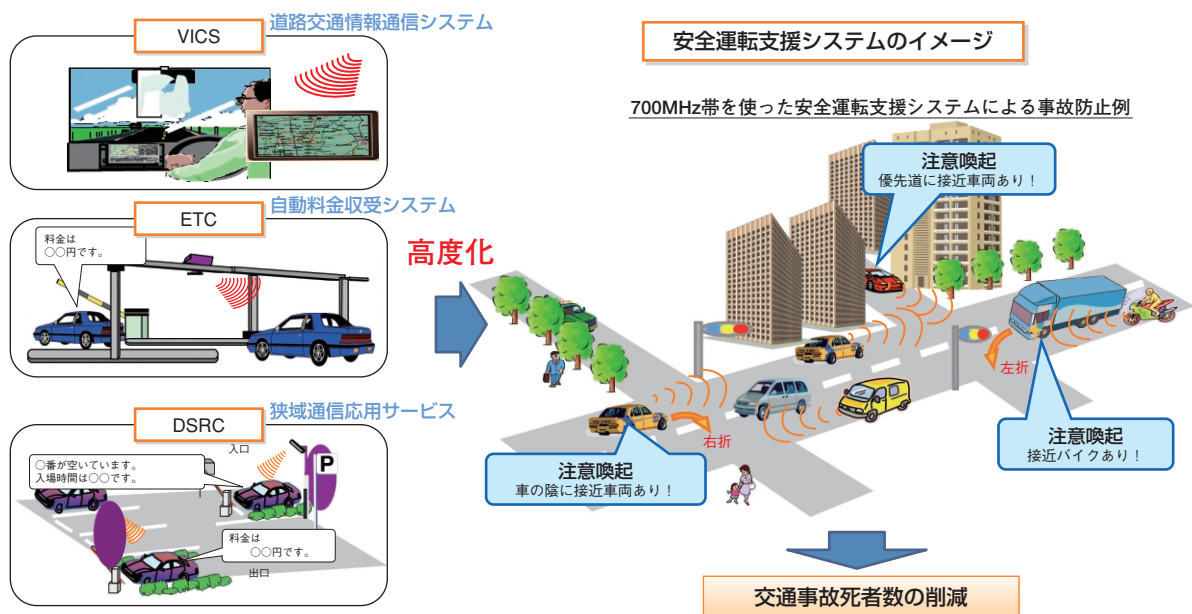 VICS
道路交通情報通信システム
ETC
自動料金収受システム
料金は
○○円です。
DSRC
狭域通信応用サービス
入口
○番が空いています。
入場時間は○○です。
P
料金は
○○円です。
出口
高度化
安全運転支援システムのイメージ
700MHz帯を使った安全運転支援システムによる事故防止例
注意喚起
優先道に接近車両あり！
左折
右折
注意喚起
車の陰に接近車両あり！
注意喚起
接近バイクあり！
交通事故死者数の削減